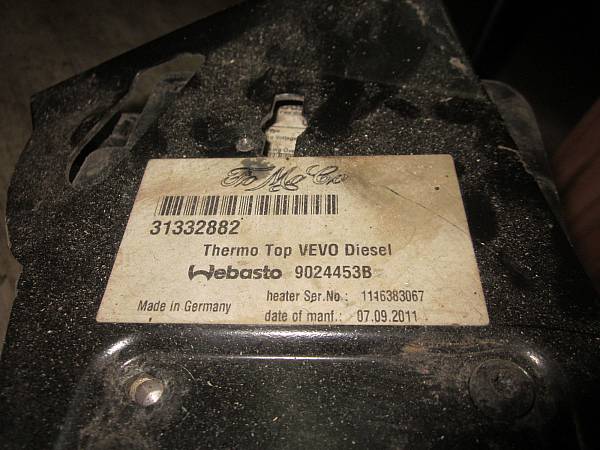 FoMoCo
31332882
Thermo Top VEVO Diesel
Webasto 9024453B
heater Ser.No.: 1116383067
Made in Germany
date of manf.: 07.09.2011